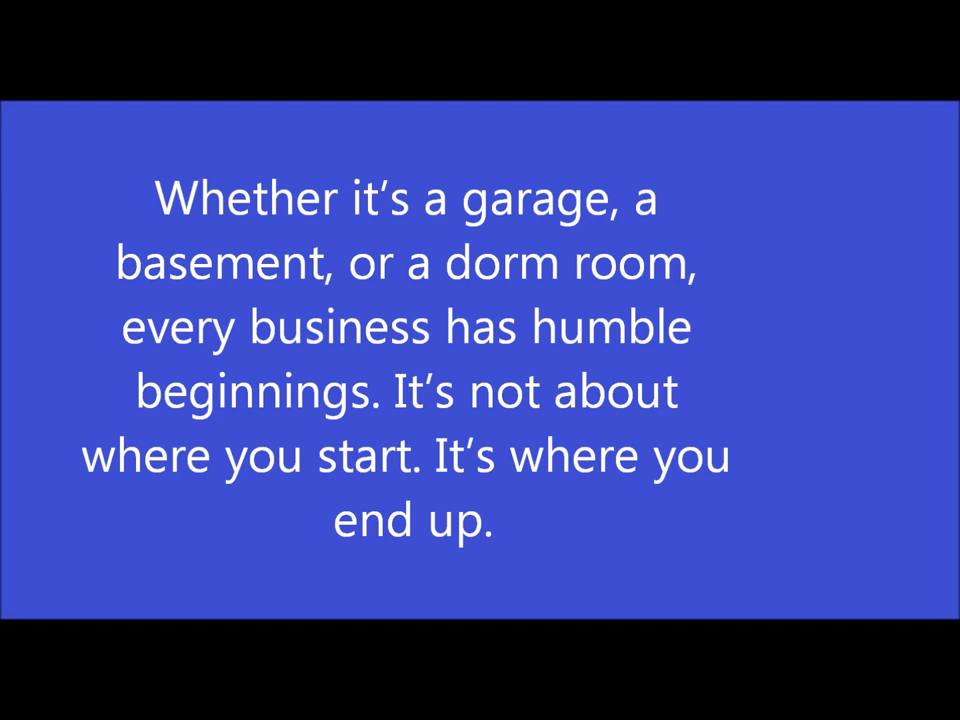 Whether it’s a garage, a
basement, or a dorm room,
every business has humble
beginnings. It’s not about
where you start. It’s where you
end up.